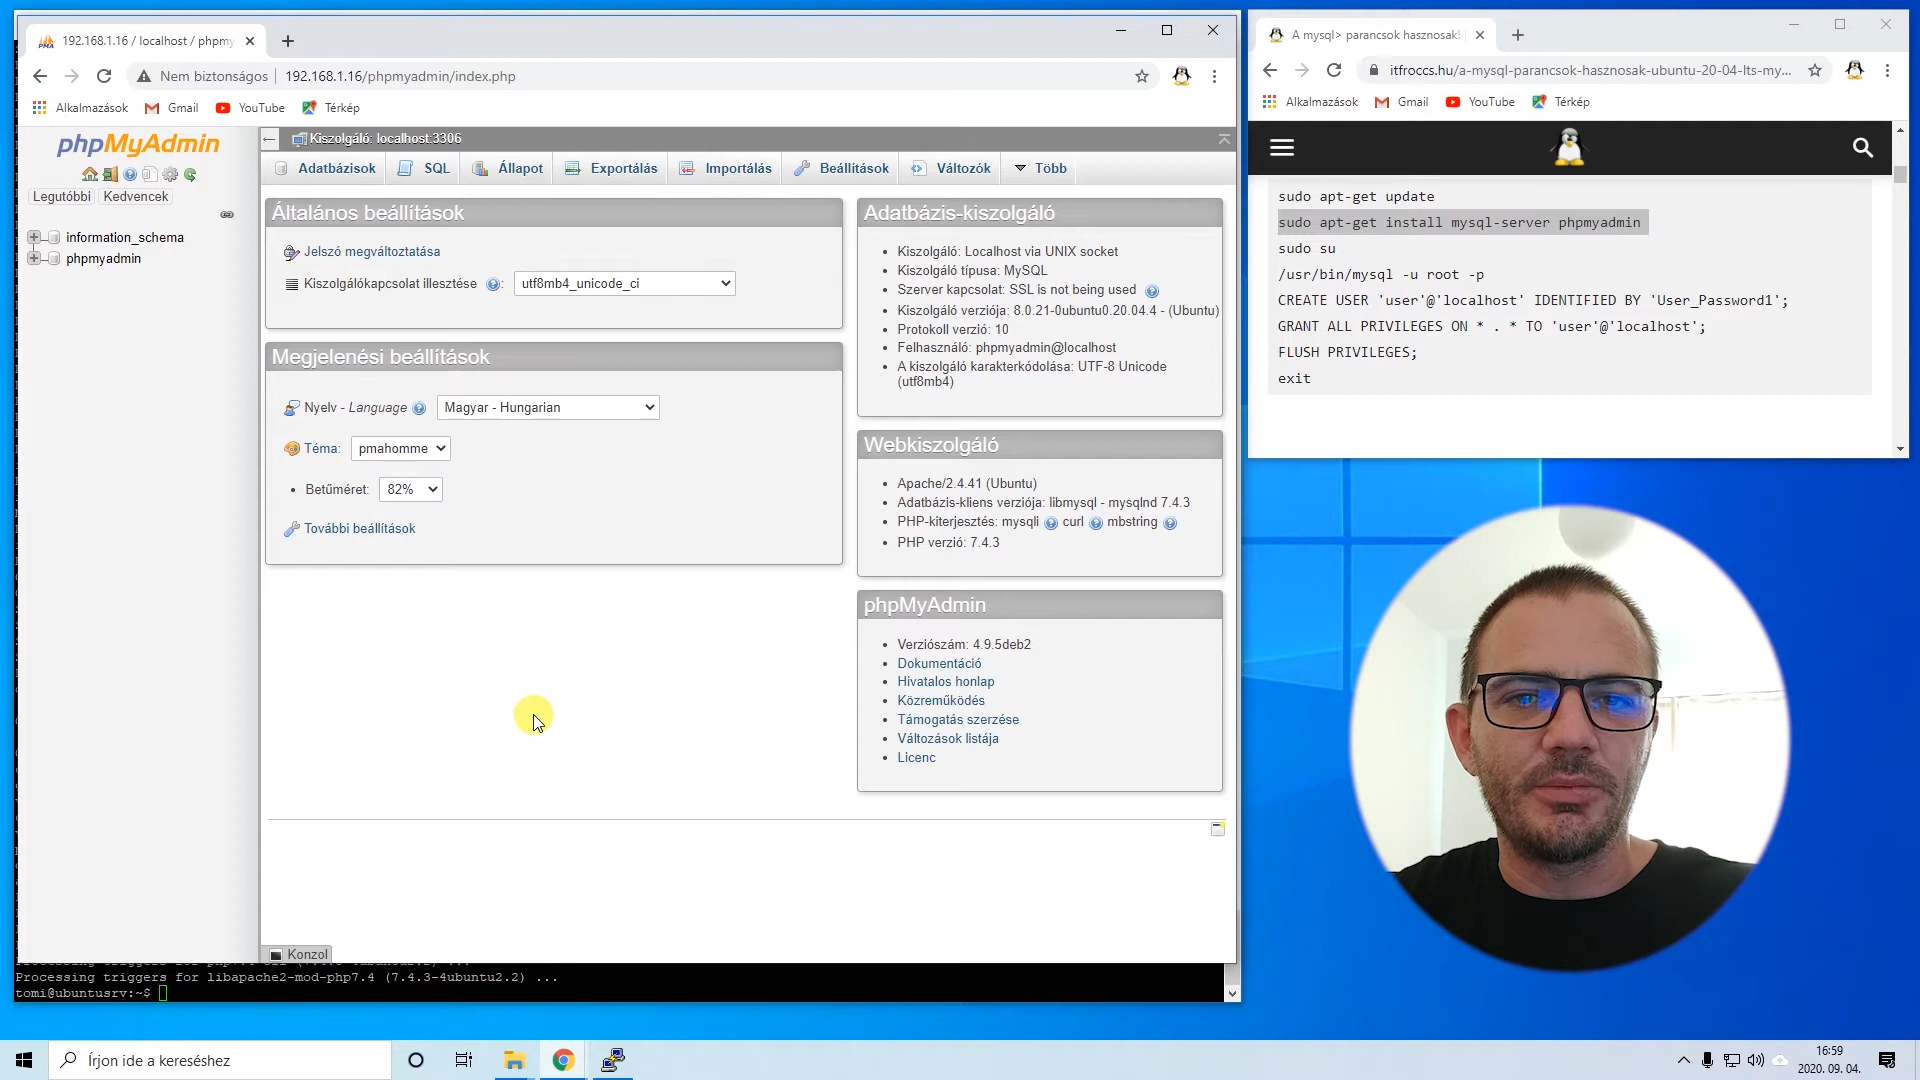 192.168.1.16 / localhost / phpmy
Nem biztonságos
192.168.1.16/phpmyadmin/index.php
Alkalmazások
Gmail
YouTube
Térkép
phpMyAdmin
Legutóbbi
Kedvencek
information_schema
phpmyadmin
Kiszolgáló: localhost:3306
Adatbázisok
SQL
Állapot
Exportálás
Importálás
Beállítások
Változók
Több
Általános beállítások
Jelszó megváltoztatása
Kiszolgálókapcsolat illesztése
:
utf8mb4_unicode_ci
Megjelenési beállítások
Nyelv - Language
Magyar - Hungarian
Téma:
pmahomme
Betűméret:
82%
További beállítások
Adatbázis-kiszolgáló
Kiszolgáló: Localhost via UNIX socket
Kiszolgáló típusa: MySQL
Szerver kapcsolat: SSL is not being used
Kiszolgáló verziója: 8.0.21-0ubuntu0.20.04.4 - (Ubuntu)
Protokoll verzió: 10
Felhasználó: phpmyadmin@localhost
A kiszolgáló karakterkódolása: UTF-8 Unicode
(utf8mb4)
Webkiszolgáló
Apache/2.4.41 (Ubuntu)
Adatbázis-kliens verziója: libmysql - mysqlnd 7.4.3
PHP-kiterjesztés: mysqli curl mbstring
PHP verzió: 7.4.3
phpMyAdmin
Verziószám: 4.9.5deb2
Dokumentáció
Hivatalos honlap
Közreműködés
Támogatás szerzése
Változások listája
Licenc
Konzol
Processing triggers for libapache2-mod-php7.4 (7.4.3-4ubuntu2.2) ...
tomi@ubuntusrv:~$
A mysql> parancsok hasznosak!
itfroccs.hu/a-mysql-parancsok-hasznosak-ubuntu-20-04-lts-my...
Alkalmazások
Gmail
YouTube
Térkép
sudo apt-get update
sudo apt-get install mysql-server phpmyadmin
sudo su
/usr/bin/mysql -u root -p
CREATE USER 'user'@'localhost' IDENTIFIED BY 'User_Password1';
GRANT ALL PRIVILEGES ON * . * TO 'user'@'localhost';
FLUSH PRIVILEGES;
exit
Írjon ide a kereséshez
16:59
2020. 09. 04.